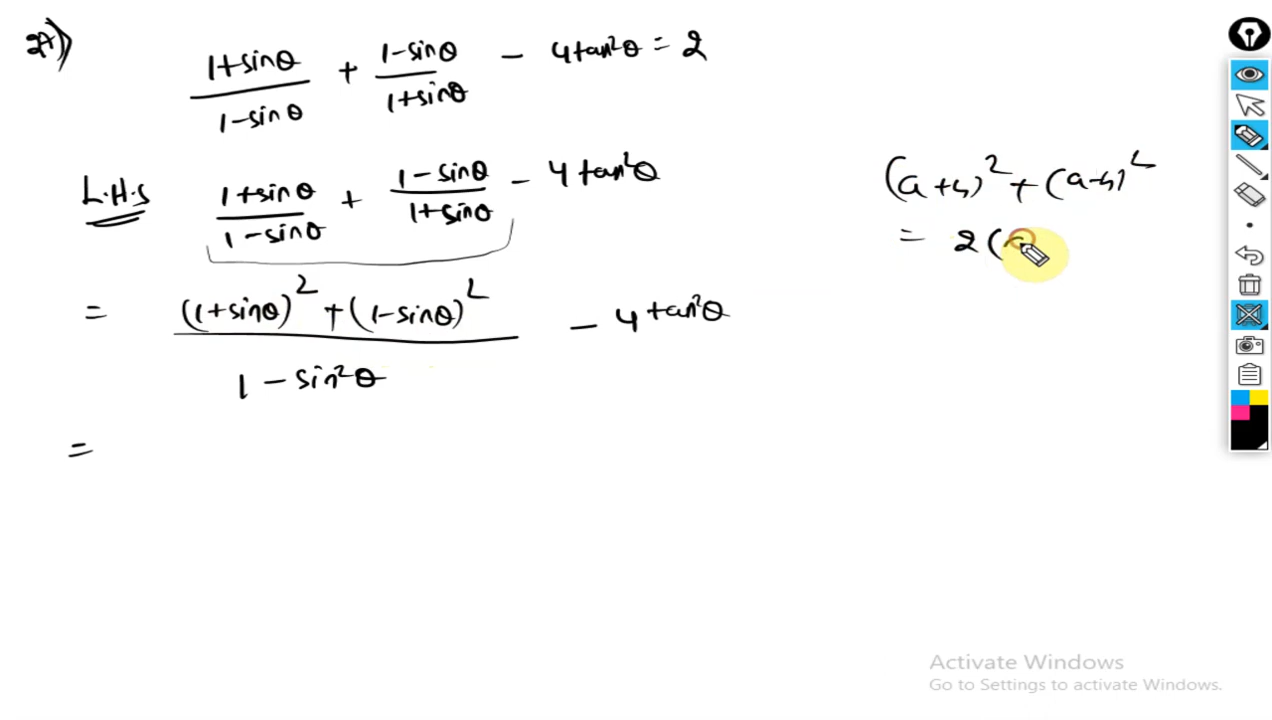 27)
(1+sinθ)/(1-sinθ) + (1-sinθ)/(1+sinθ) - 4tan²θ = 2
L.H.S (1+sinθ)/(1-sinθ) + (1-sinθ)/(1+sinθ) - 4tan²θ
(a+b)² + (a-b)²
= 2(
= ((1+sinθ)² + (1-sinθ)²)/(1-sin²θ) - 4tan²θ
=
Activate Windows
Go to Settings to activate Windows.